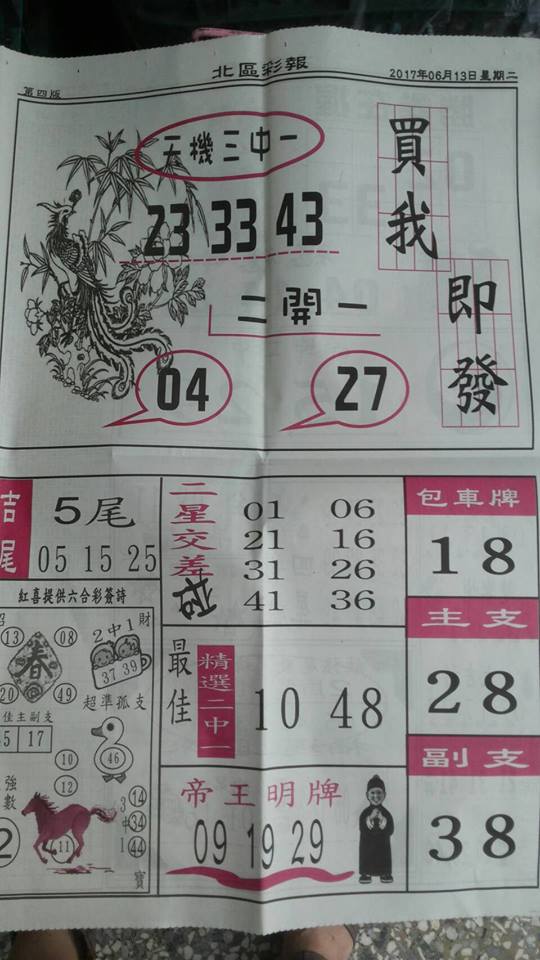 第四版
北區彩報
2017年06月13日星期二
天機三中一
23 33 43
買我
即發
二開一
04
27
吉尾
5尾
05 15 25
二星交差
01 06
21 16
31 26
41 36
包車牌
18
主支
28
副支
38
最佳
精選二中一
10 48
帝王明牌
09 19 29
紅喜提供六合彩簽詩
招
財
13
08
春
20
49
2中1
37 39
佳主副支
17
超準孤支
46
10
12
強數
11
3中1
14
34
44
寶